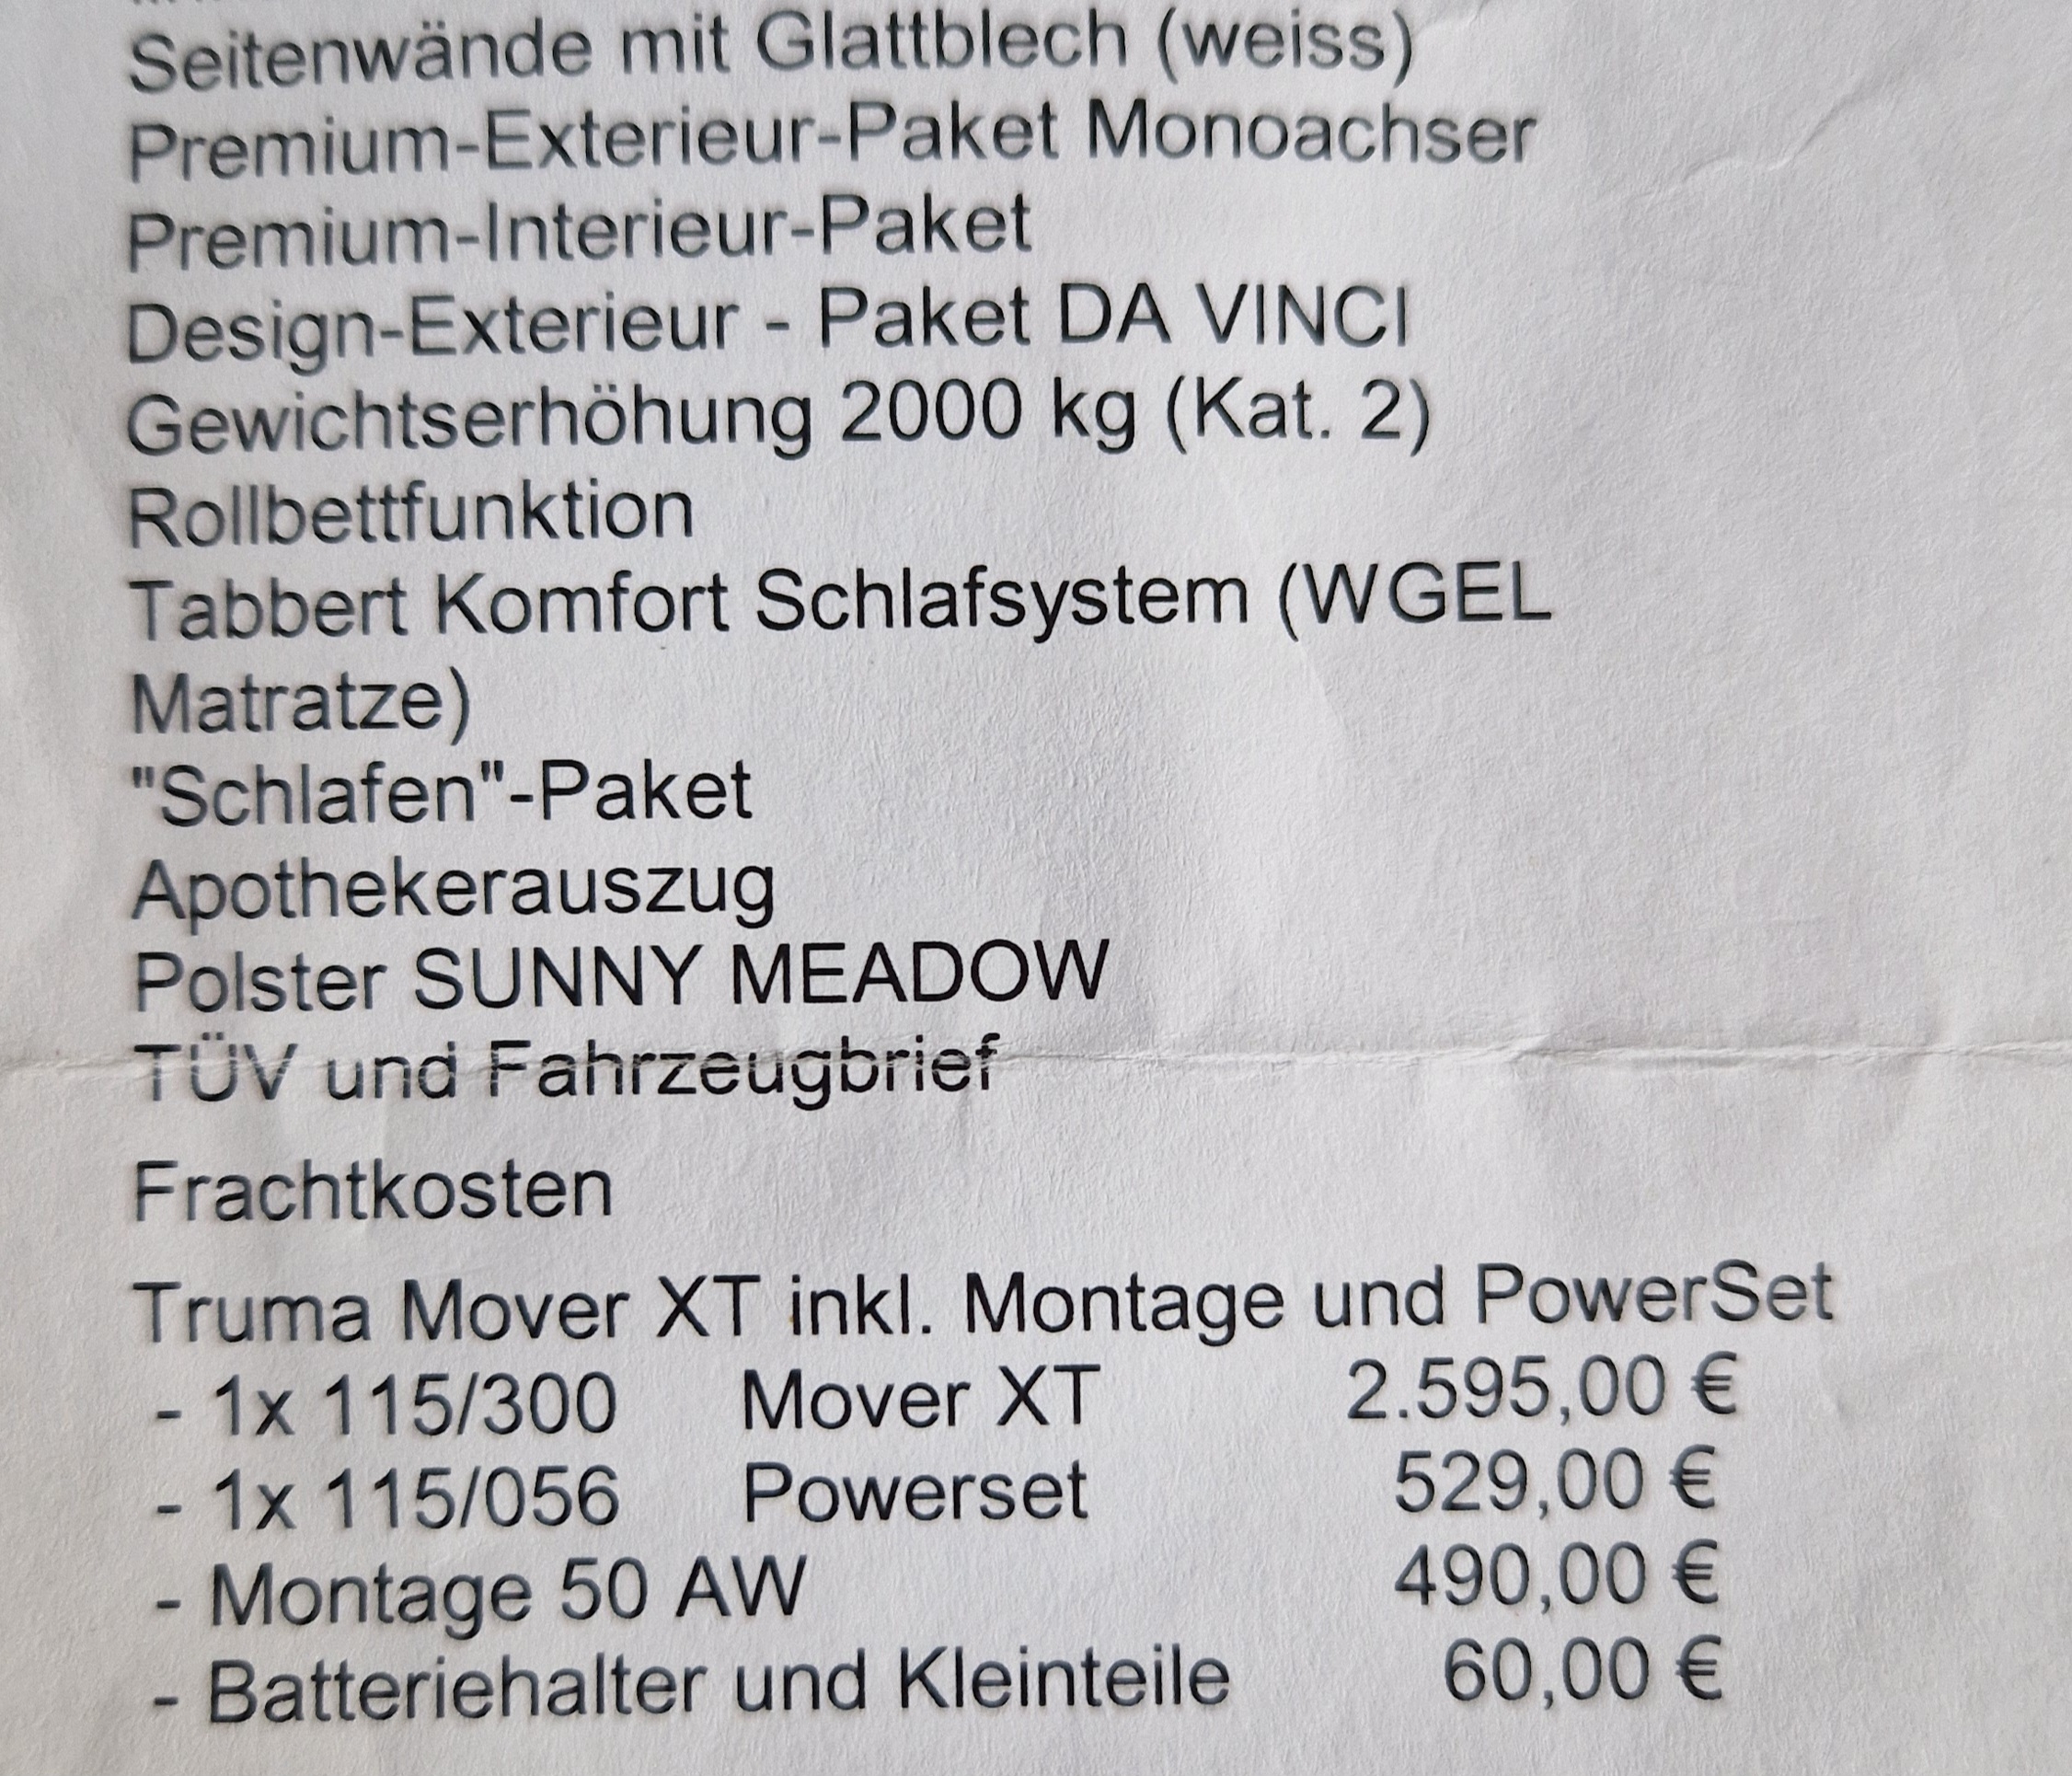 Seitenwände mit Glattblech (weiss)
Premium-Exterieur-Paket Monoachser
Premium-Interieur-Paket
Design-Exterieur - Paket DA VINCI
Gewichtserhöhung 2000 kg (Kat. 2)
Rollbettfunktion
Tabbert Komfort Schlafsystem (WGEL
Matratze)
"Schlafen"-Paket
Apothekerauszug
Polster SUNNY MEADOW
TÜV und Fahrzeugbrief
Frachtkosten
Truma Mover XT inkl. Montage und PowerSet
- 1x 115/300 Mover XT 2.595,00 €
- 1x 115/056 Powerset 529,00 €
- Montage 50 AW 490,00 €
- Batteriehalter und Kleinteile 60,00 €